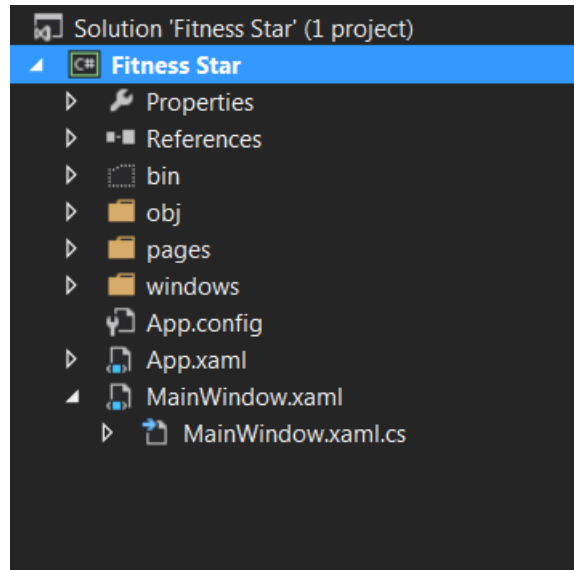 Solution 'Fitness Star' (1 project)
C# Fitness Star
Properties
References
bin
obj
pages
windows
App.config
App.xaml
MainWindow.xaml
MainWindow.xaml.cs